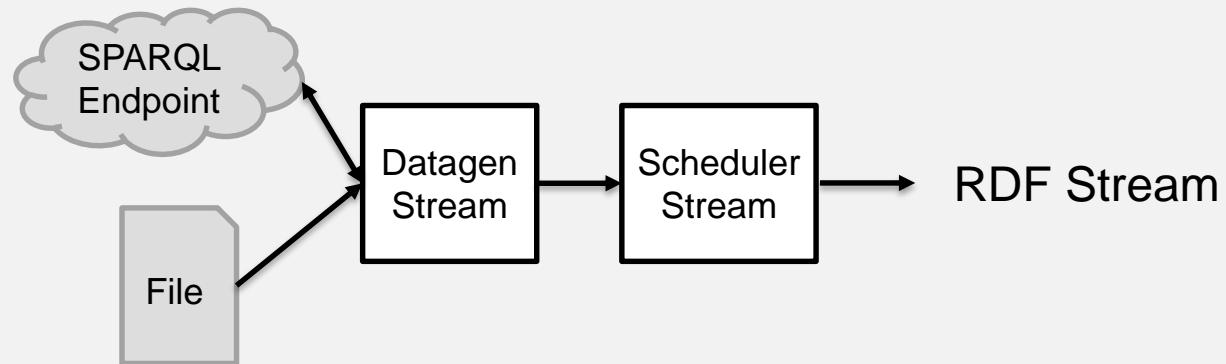 SPARQL
Endpoint
File
Datagen
Stream
Scheduler
Stream
RDF Stream